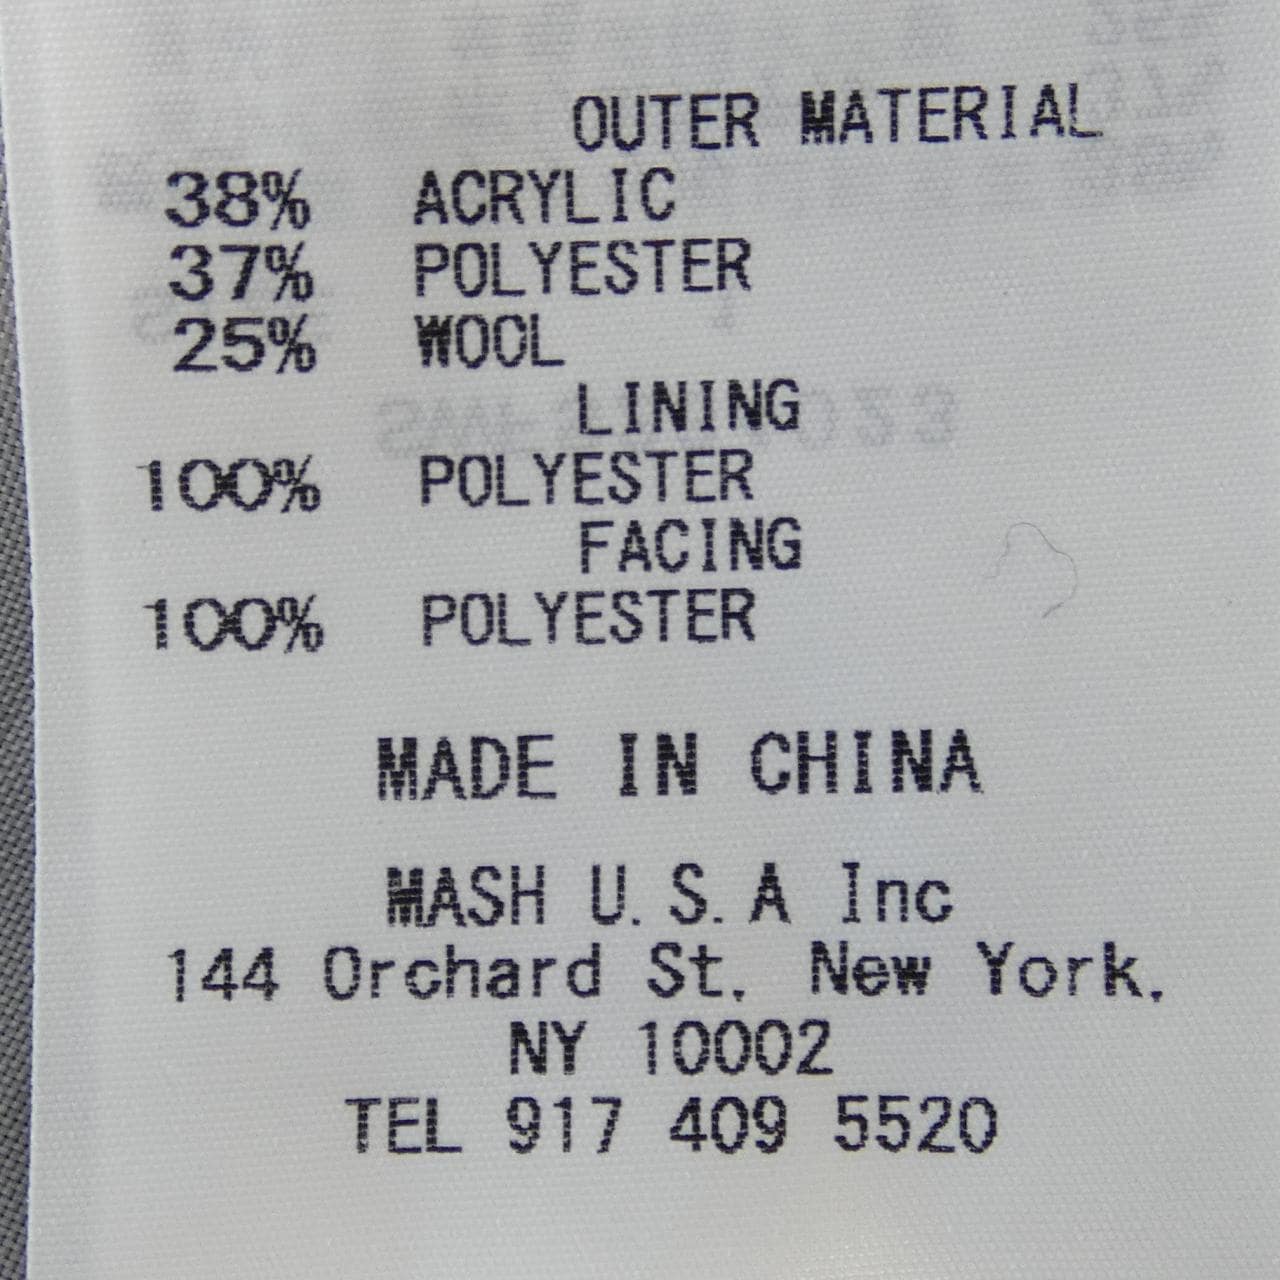 OUTER MATERIAL
38% ACRYLIC
37% POLYESTER
25% WOOL
LINING
100% POLYESTER
FACING
100% POLYESTER
MADE IN CHINA
MASH U.S.A Inc
144 Orchard St. New York,
NY 10002
TEL 917 409 5520